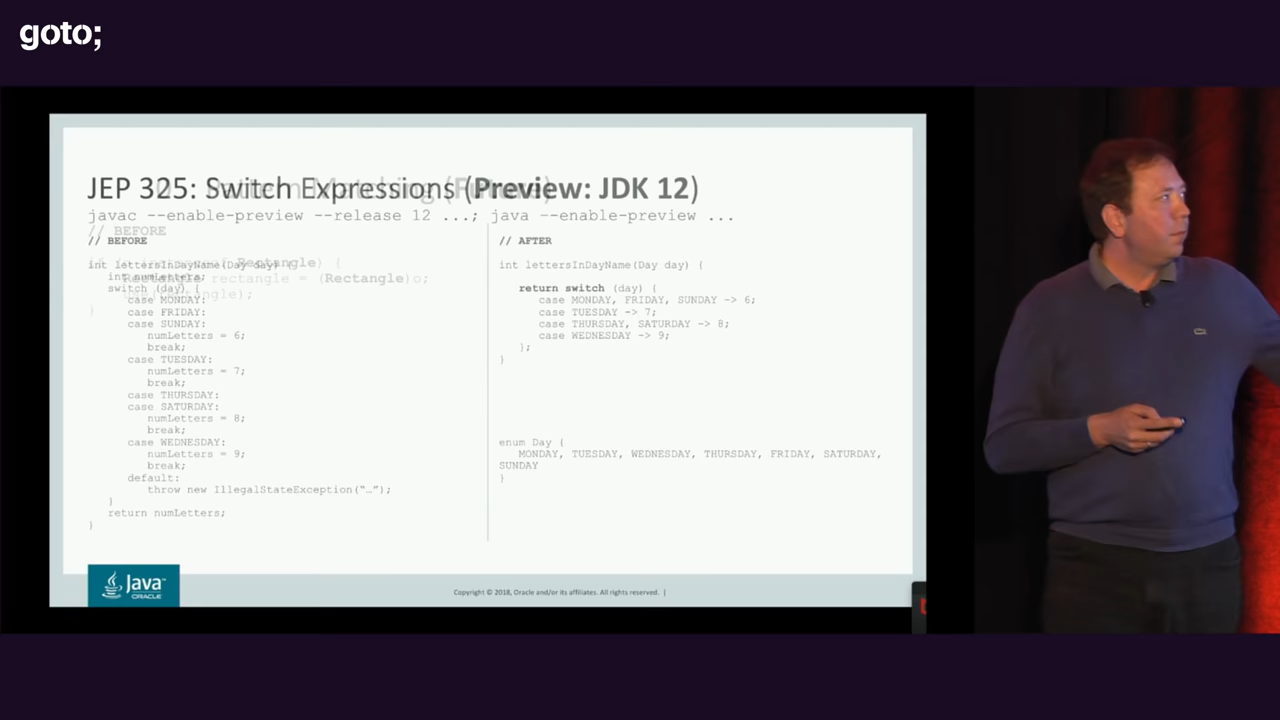 goto;
JEP 325: Switch Expressions (Preview: JDK 12)
javac --enable-preview --release 12 ...; java --enable-preview ...
// BEFORE
// BEFORE
Rectangle) {
rectangle = (Rectangle)o;
}
int lettersInDayName(Day day) {
int numLetters;
switch (day) {
case MONDAY:
case FRIDAY:
case SUNDAY:
numLetters = 6;
break;
case TUESDAY:
numLetters = 7;
break;
case THURSDAY:
case SATURDAY:
numLetters = 8;
break;
case WEDNESDAY:
numLetters = 9;
break;
default:
throw new IllegalStateException("…");
}
return numLetters;
}
// AFTER
int lettersInDayName(Day day) {
return switch (day) {
case MONDAY, FRIDAY, SUNDAY -> 6;
case TUESDAY -> 7;
case THURSDAY, SATURDAY -> 8;
case WEDNESDAY -> 9;
};
}
enum Day {
MONDAY, TUESDAY, WEDNESDAY, THURSDAY, FRIDAY, SATURDAY,
SUNDAY
}
Java™
ORACLE
Copyright © 2018, Oracle and/or its affiliates. All rights reserved. |